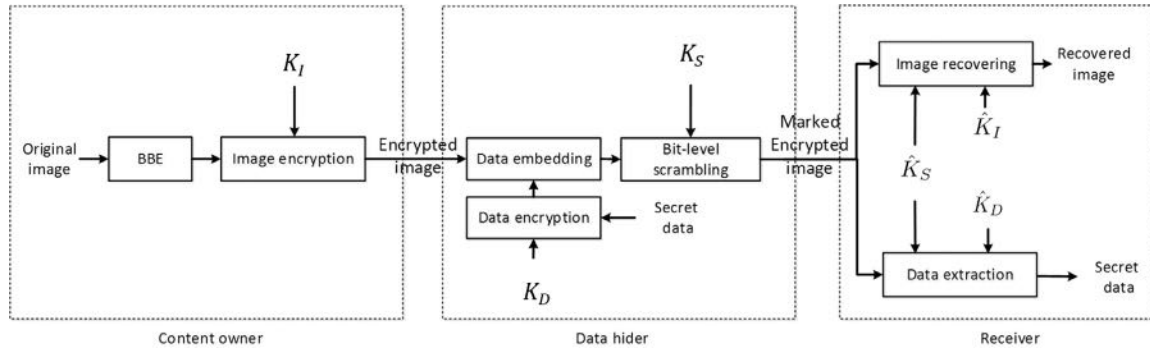 K_I
Original
image
BBE
Image encryption
Encrypted
image
Content owner
K_S
Data embedding
Bit-level
scrambling
Data encryption
Secret
data
K_D
Marked
Encrypted
image
Data hider
Image recovering
Recovered
image
K̂_I
K̂_S
K̂_D
Data extraction
Secret
data
Receiver